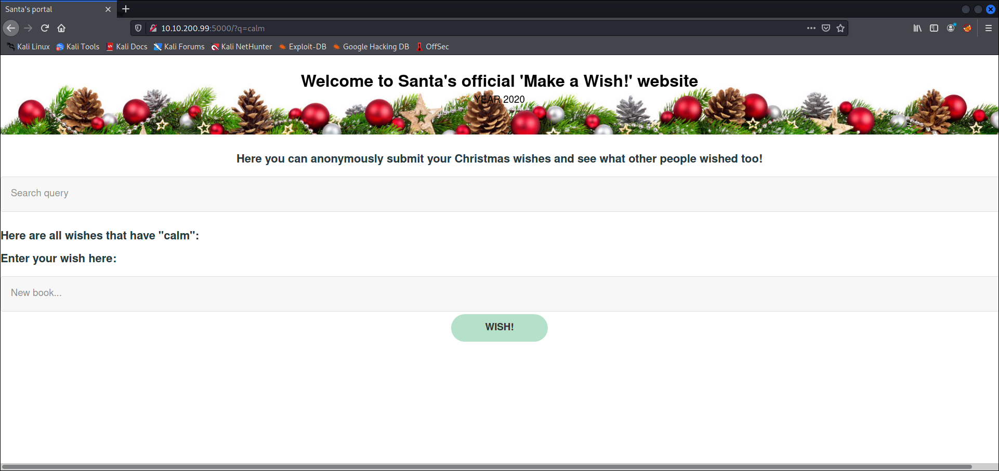 Santa's portal
10.10.200.99:5000/?q=calm
Kali Linux Kali Tools Kali Docs Kali Forums Kali NetHunter Exploit-DB Google Hacking DB OffSec
Welcome to Santa's official 'Make a Wish!' website
YEAR 2020
Here you can anonymously submit your Christmas wishes and see what other people wished too!
Search query
Here are all wishes that have "calm":
Enter your wish here:
New book...
WISH!